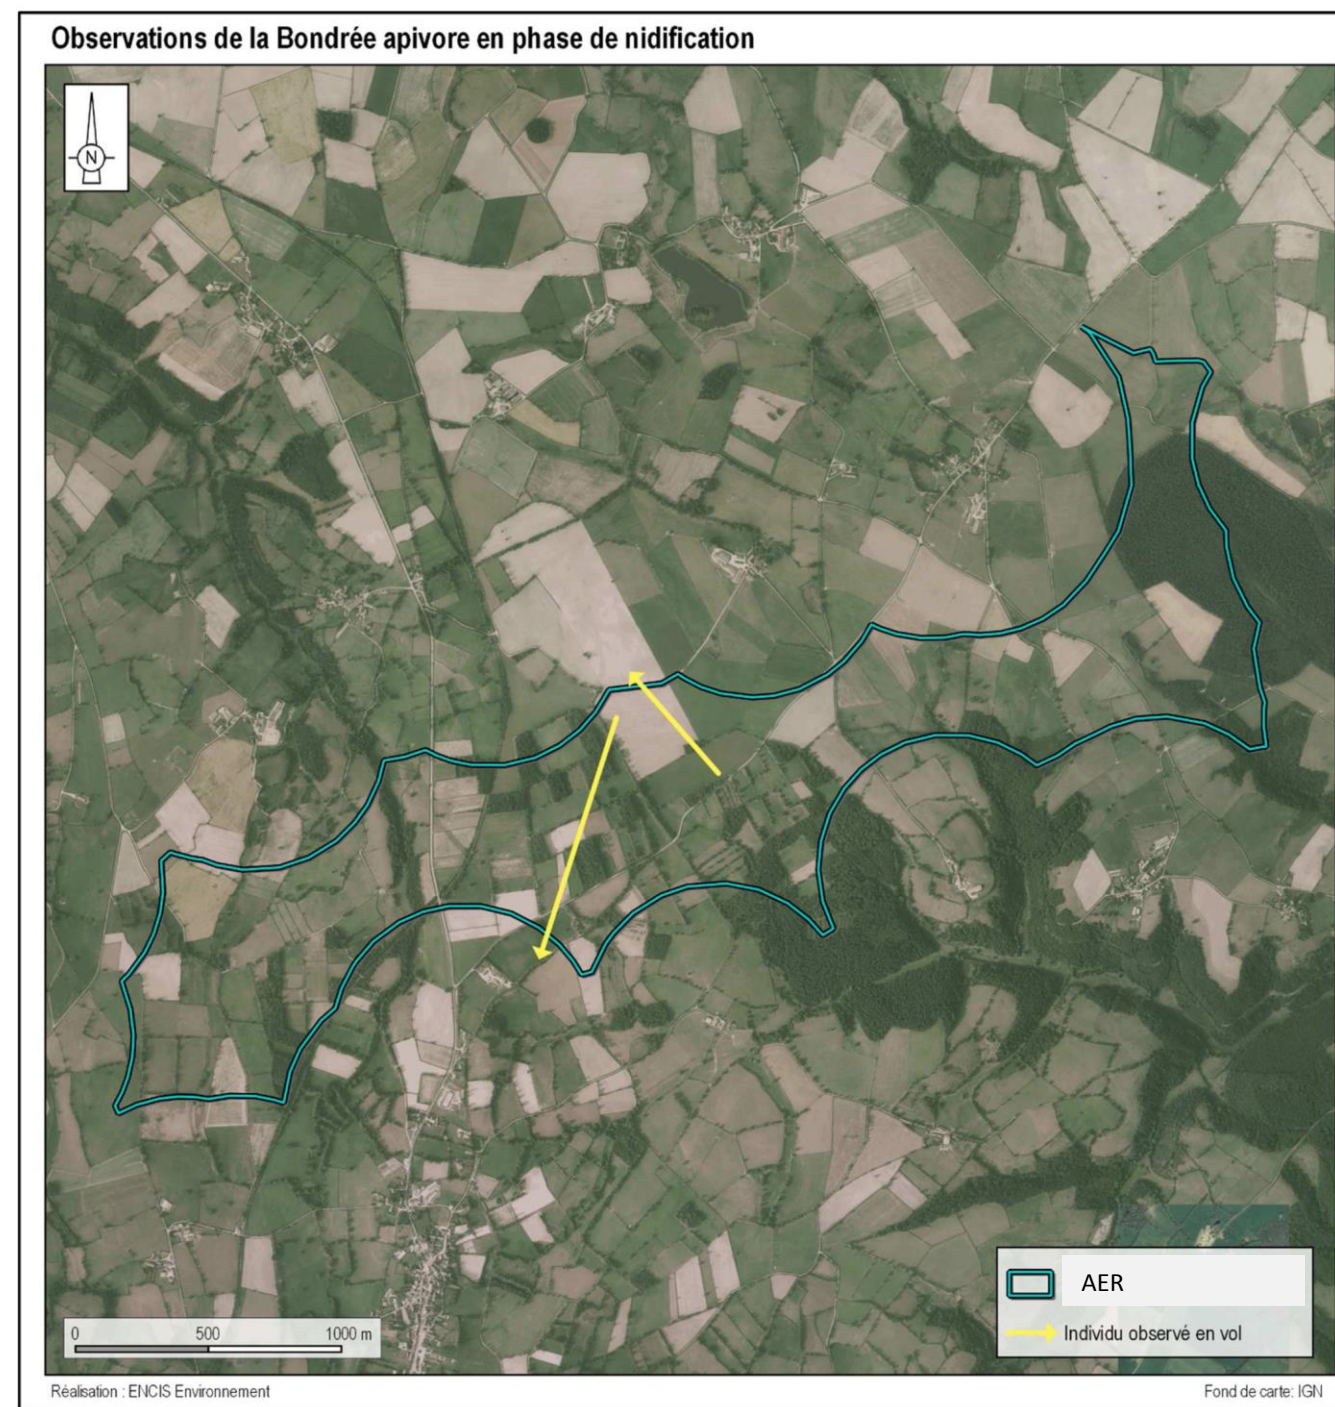 Observations de la Bondrée apivore en phase de nidification
N
AER
Individu observé en vol
0 500 1000 m
Réalisation : ENCIS Environnement
Fond de carte: IGN